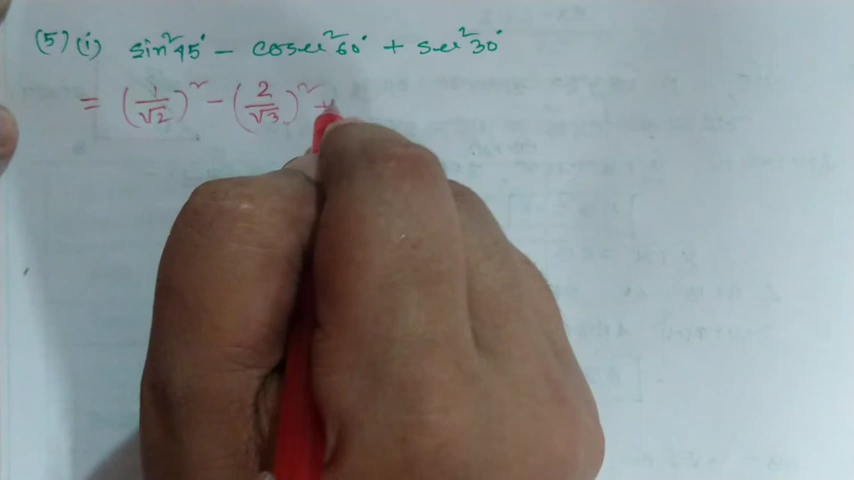 (5) (i) sin²45° - cosec²60° + sec²30°
= (1/√2)² - (2/√3)² +